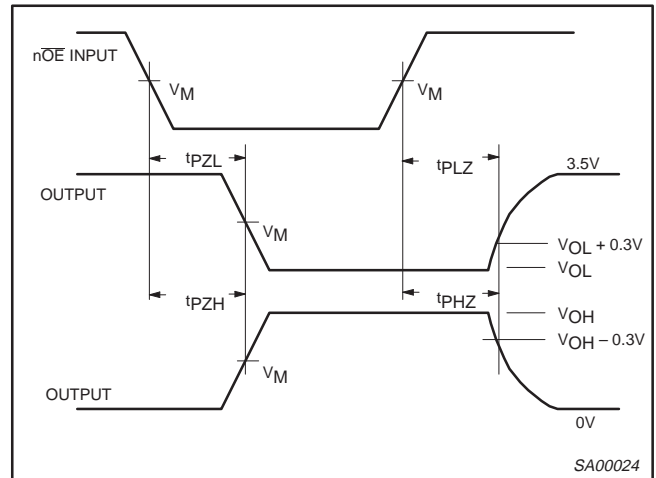 nOE INPUT
VM
VM
tPZL
tPLZ
3.5V
OUTPUT
VM
VOL + 0.3V
VOL
tPZH
tPHZ
VOH
VOH – 0.3V
VM
OUTPUT
0V
SA00024